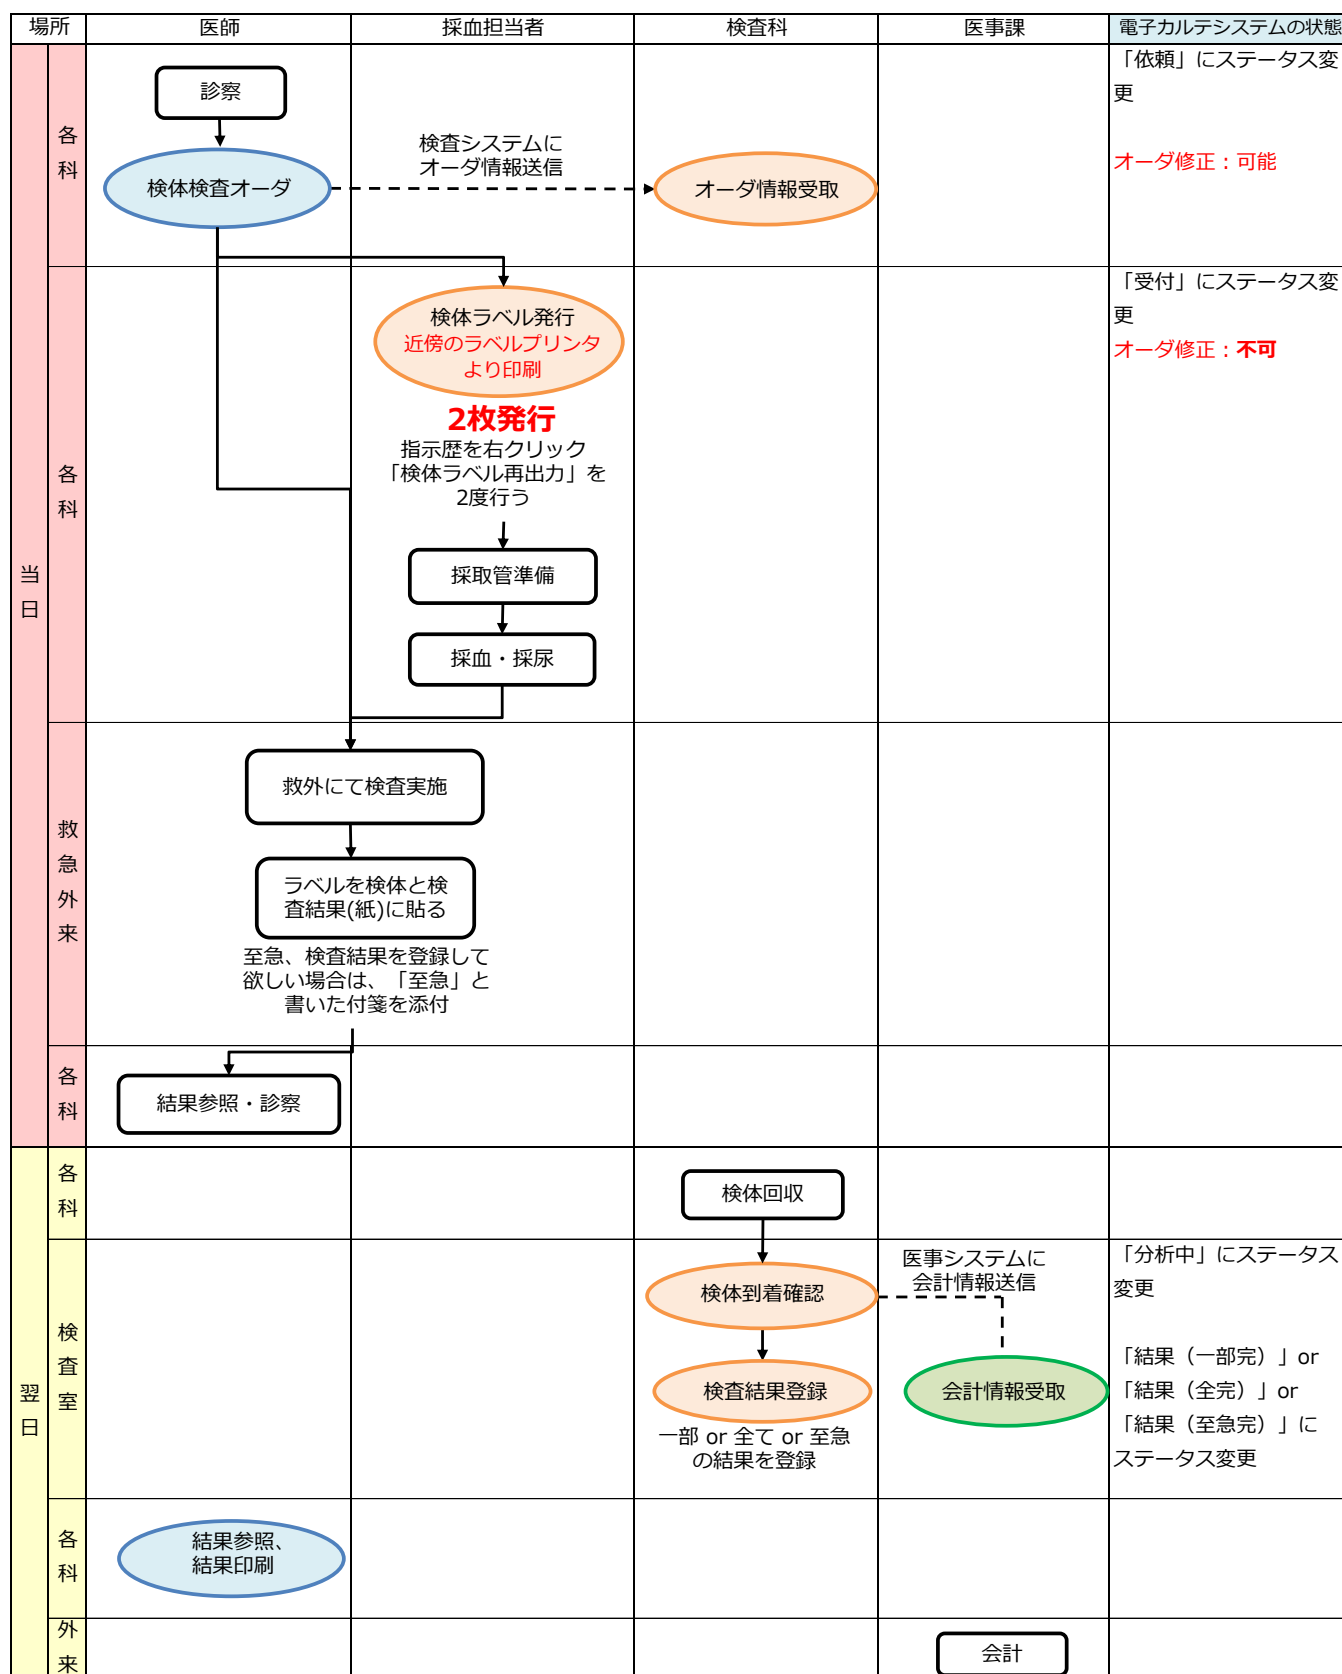 場所
医師
採血担当者
検査科
医事課
電子カルテシステムの状態
当日
各科
診察
検体検査オーダ
検査システムに
オーダ情報送信
オーダ情報受取
「依頼」にステータス変
更
オーダ修正：可能
各科
検体ラベル発行
近傍のラベルプリンタ
より印刷
2枚発行
指示歴を右クリック
「検体ラベル再出力」を
2度行う
採取管準備
採血・採尿
「受付」にステータス変
更
オーダ修正：不可
救急外来
救外にて検査実施
ラベルを検体と検
査結果(紙)に貼る
至急、検査結果を登録して
欲しい場合は、「至急」と
書いた付箋を添付
各科
結果参照・診察
翌日
各科
検体回収
検査室
検体到着確認
医事システムに
会計情報送信
検査結果登録
一部 or 全て or 至急
の結果を登録
会計情報受取
「分析中」にステータス
変更
「結果（一部完）」or
「結果（全完）」or
「結果（至急完）」に
ステータス変更
各科
結果参照、
結果印刷
外来
会計